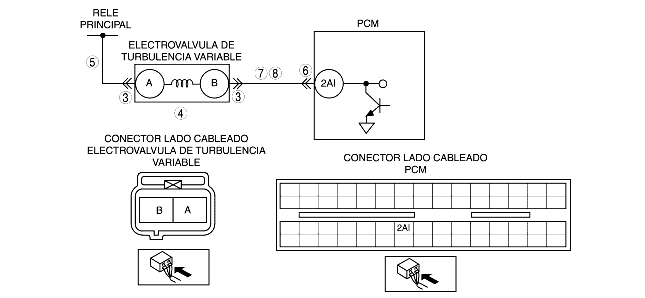 RELE
PRINCIPAL
PCM
ELECTROVALVULA DE
TURBULENCIA VARIABLE
5
7 8
6
A
B
2AI
3
3
4
CONECTOR LADO CABLEADO
ELECTROVALVULA DE TURBULENCIA
VARIABLE
CONECTOR LADO CABLEADO
PCM
B A
2AI